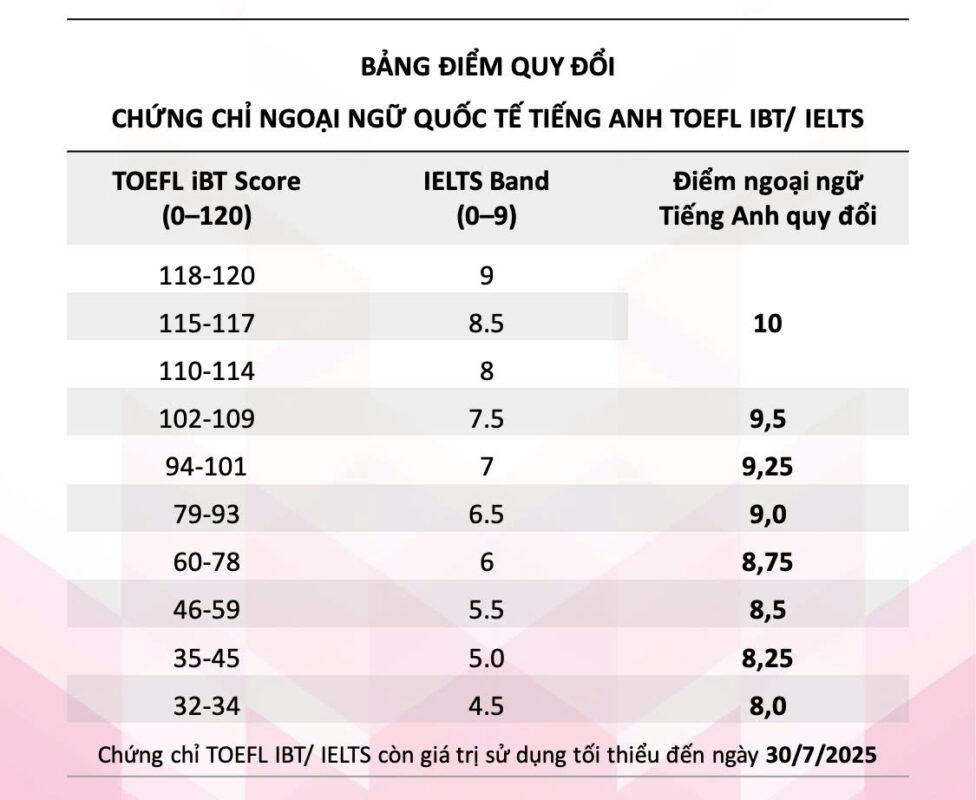 BẢNG ĐIỂM QUY ĐỔI
CHỨNG CHỈ NGOẠI NGỮ QUỐC TẾ TIẾNG ANH TOEFL IBT/ IELTS
TOEFL iBT Score (0–120) IELTS Band (0–9) Điểm ngoại ngữ Tiếng Anh quy đổi
118-120 9
115-117 8.5 10
110-114 8
102-109 7.5 9,5
94-101 7 9,25
79-93 6.5 9,0
60-78 6 8,75
46-59 5.5 8,5
35-45 5.0 8,25
32-34 4.5 8,0
Chứng chỉ TOEFL IBT/ IELTS còn giá trị sử dụng tối thiểu đến ngày 30/7/2025